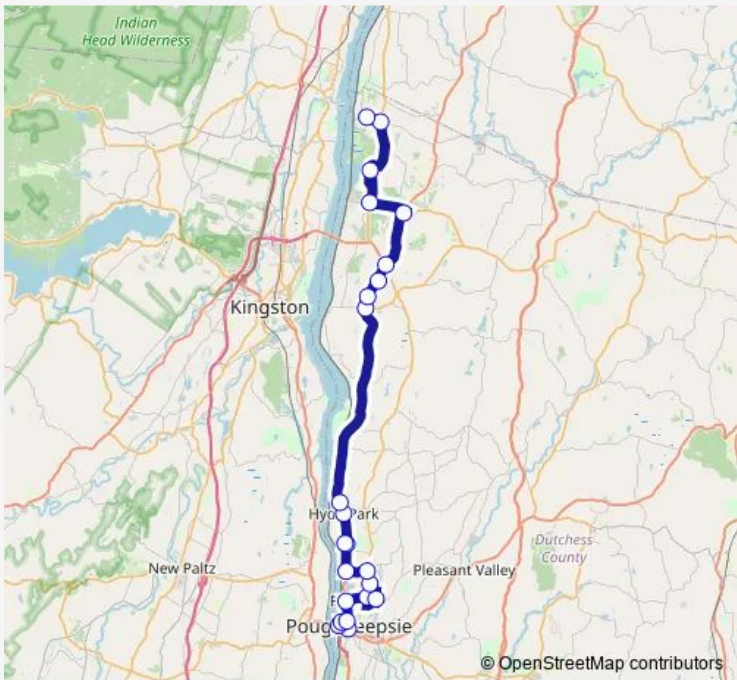 Indian
Head Wilderness
Kingston
Hyde Park
New Paltz
Pleasant Valley
Dutchess
County
Poughkeepsie
© OpenStreetMap contributors